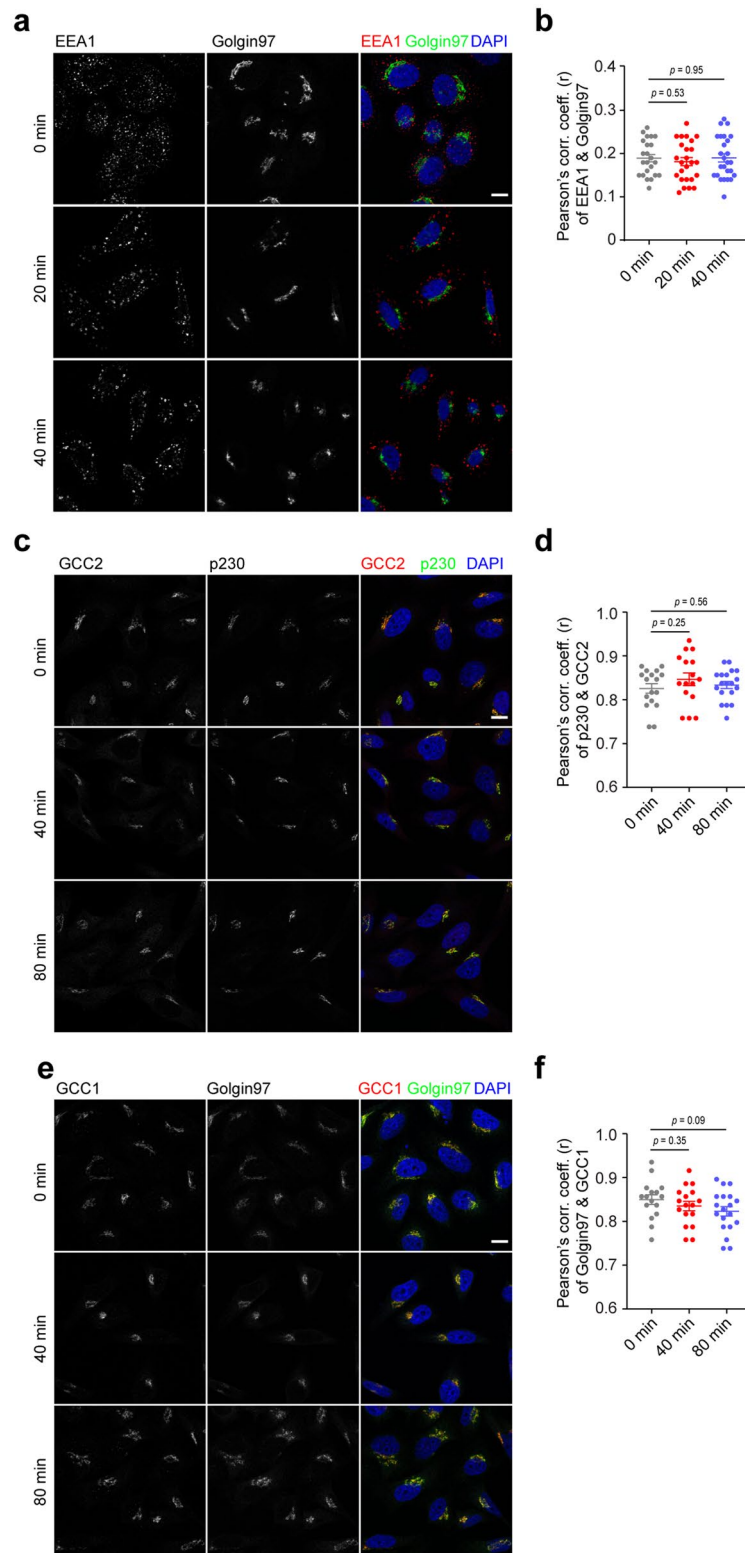 a
EEA1 Golgin97 EEA1 Golgin97 DAPI
0 min
20 min
40 min
b
Pearson's corr. coeff. (r)
of EEA1 & Golgin97
0.4
0.3
0.2
0.1
0
p = 0.95
p = 0.53
0 min 20 min 40 min
c
GCC2 p230 GCC2 p230 DAPI
0 min
40 min
80 min
d
Pearson's corr. coeff. (r)
of p230 & GCC2
1.0
0.9
0.8
0.7
0.6
p = 0.56
p = 0.25
0 min 40 min 80 min
e
GCC1 Golgin97 GCC1 Golgin97 DAPI
0 min
40 min
80 min
f
Pearson's corr. coeff. (r)
of Golgin97 & GCC1
1.0
0.9
0.8
0.7
0.6
p = 0.09
p = 0.35
0 min 40 min 80 min